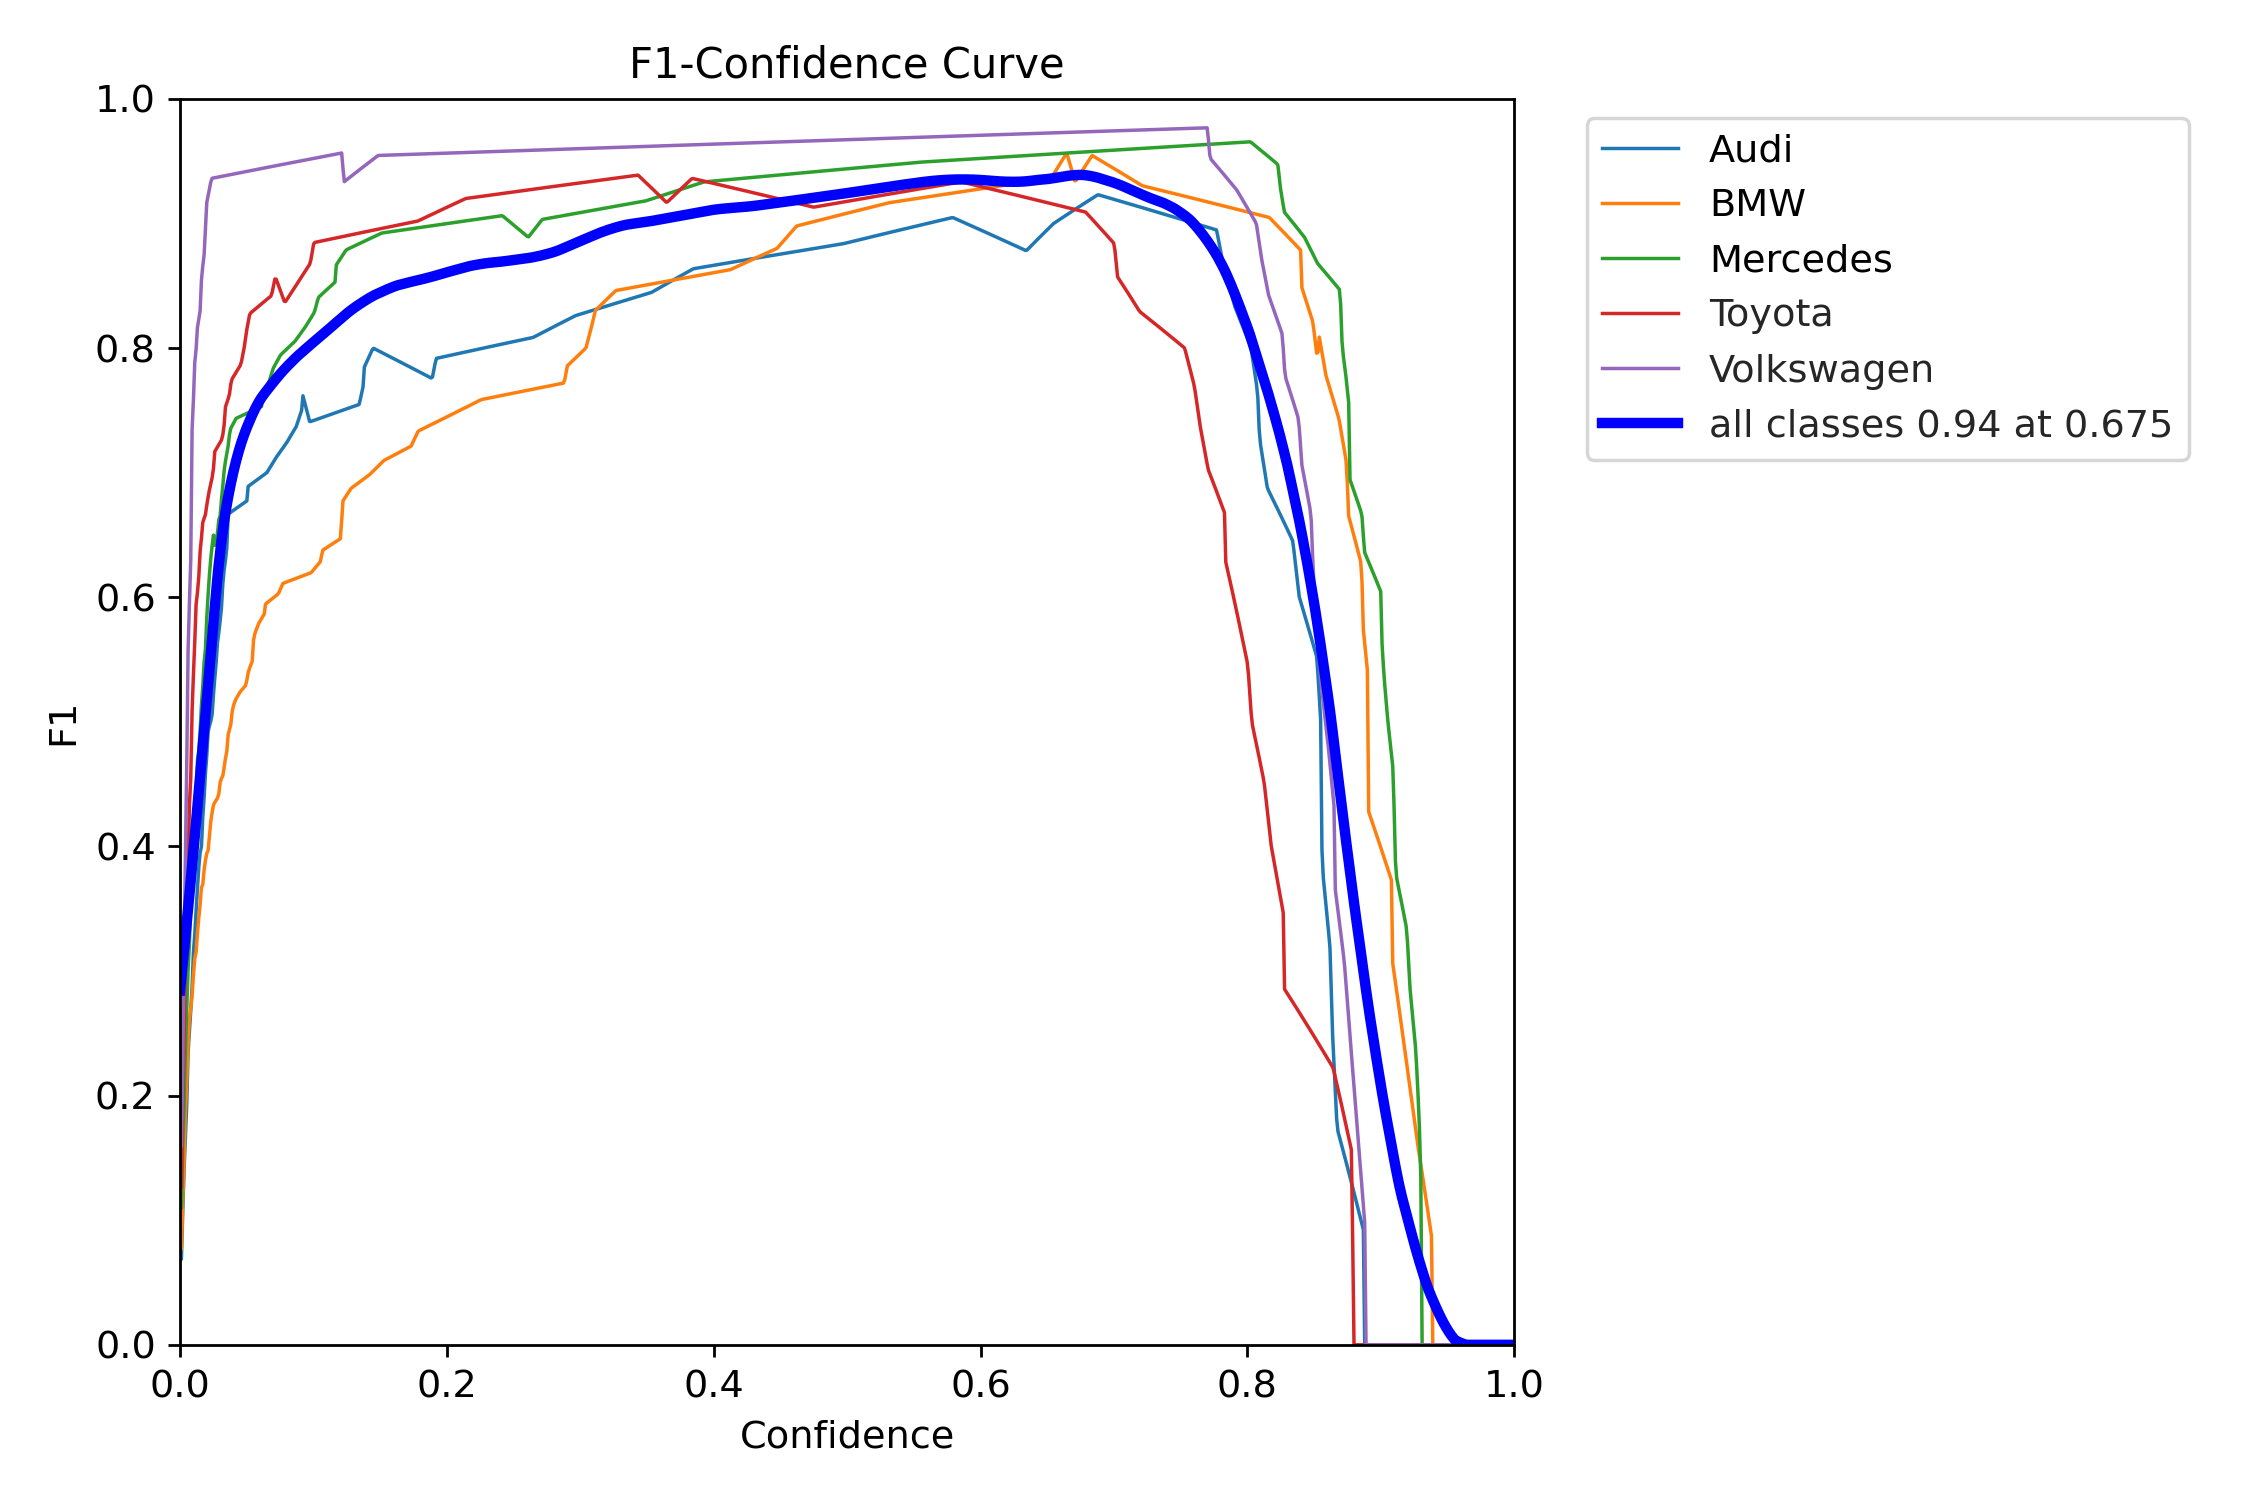 F1-Confidence Curve
1.0
0.8
0.6
0.4
0.2
0.0
F1
0.0 0.2 0.4 0.6 0.8 1.0
Confidence
Audi
BMW
Mercedes
Toyota
Volkswagen
all classes 0.94 at 0.675